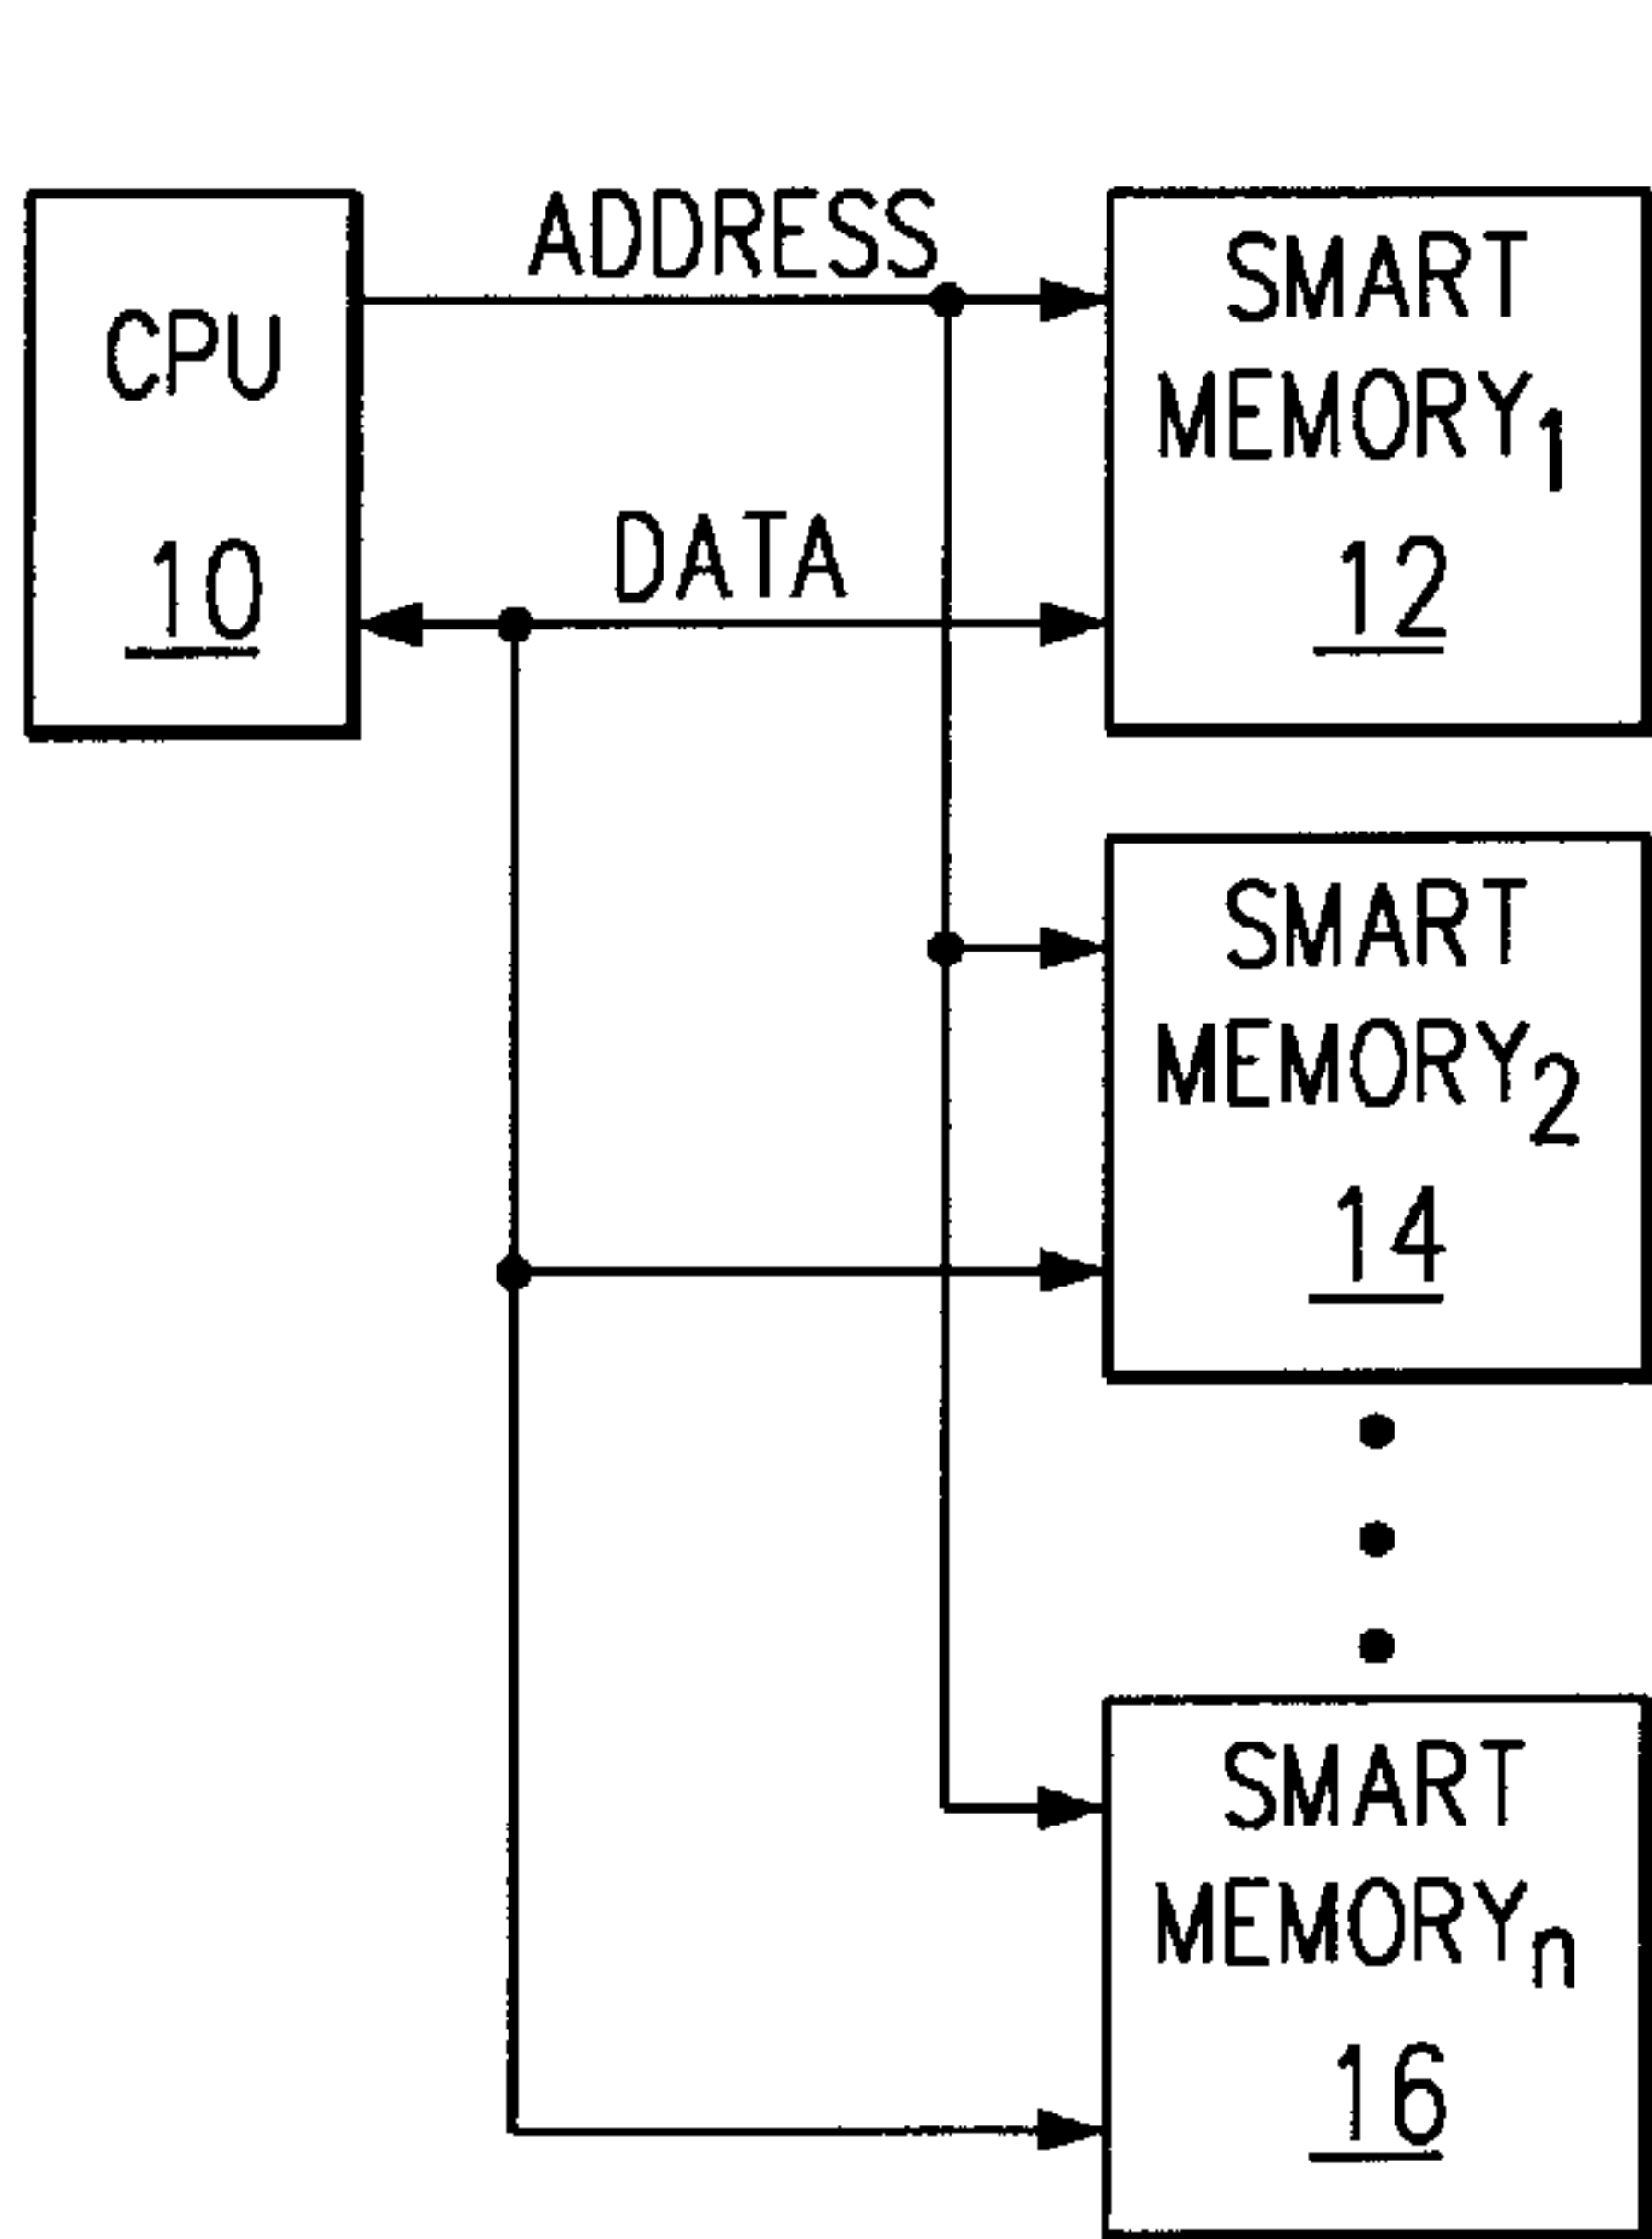 CPU
10
ADDRESS
DATA
SMART
MEMORY1
12
SMART
MEMORY2
14
SMART
MEMORYn
16